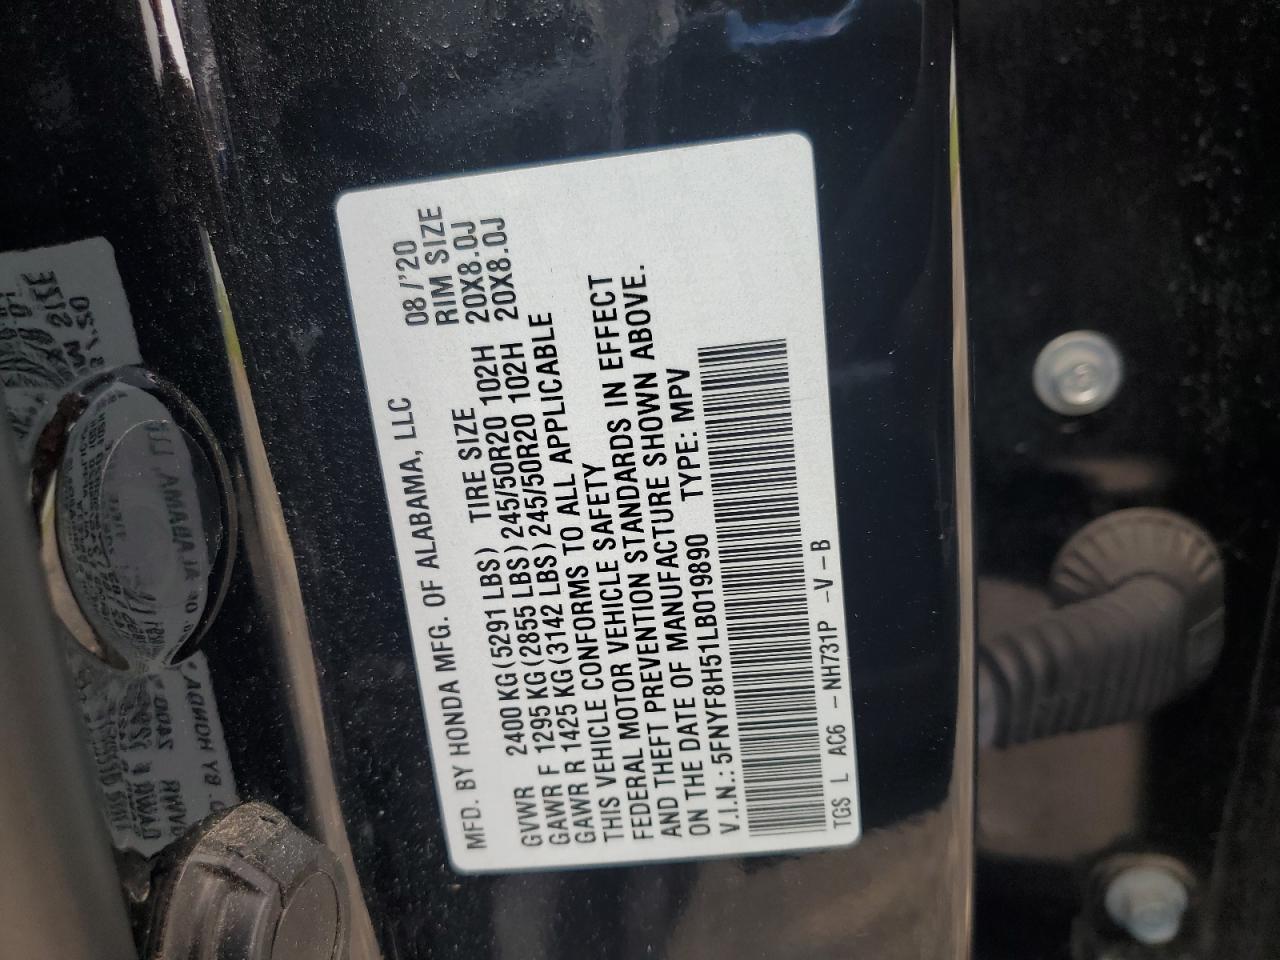 MFD. BY HONDA MFG. OF ALABAMA, LLC 08/'20
GVWR 2400 KG (5291 LBS) TIRE SIZE RIM SIZE
GAWR F 1295 KG (2855 LBS) 245/50R20 102H 20X8.0J
GAWR R 1425 KG (3142 LBS) 245/50R20 102H 20X8.0J
THIS VEHICLE CONFORMS TO ALL APPLICABLE
FEDERAL MOTOR VEHICLE SAFETY
AND THEFT PREVENTION STANDARDS IN EFFECT
ON THE DATE OF MANUFACTURE SHOWN ABOVE.
V.I.N.: 5FNYF8H51LB019890 TYPE: MPV
TGS L AC6 - NH731P -V-B